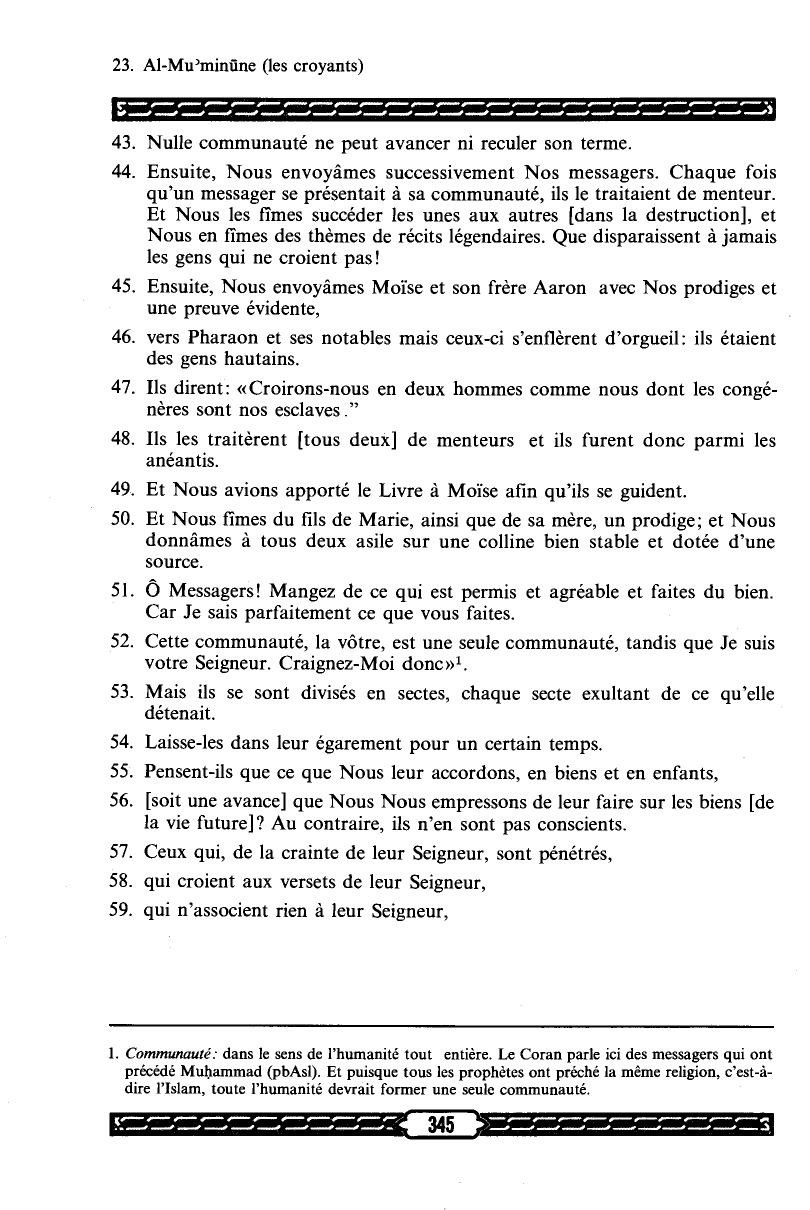 23. Al-Mu’minūne (les croyants)
43. Nulle communauté ne peut avancer ni reculer son terme.
44. Ensuite, Nous envoyâmes successivement Nos messagers. Chaque fois
qu’un messager se présentait à sa communauté, ils le traitaient de menteur.
Et Nous les fîmes succéder les unes aux autres [dans la destruction], et
Nous en fîmes des thèmes de récits légendaires. Que disparaissent à jamais
les gens qui ne croient pas!
45. Ensuite, Nous envoyâmes Moïse et son frère Aaron avec Nos prodiges et
une preuve évidente,
46. vers Pharaon et ses notables mais ceux-ci s’enflèrent d’orgueil: ils étaient
des gens hautains.
47. Ils dirent: «Croirons-nous en deux hommes comme nous dont les congé-
nères sont nos esclaves.”
48. Ils les traitèrent [tous deux] de menteurs et ils furent donc parmi les
anéantis.
49. Et Nous avions apporté le Livre à Moïse afin qu’ils se guident.
50. Et Nous fîmes du fils de Marie, ainsi que de sa mère, un prodige; et Nous
donnâmes à tous deux asile sur une colline bien stable et dotée d’une
source.
51. Ô Messagers! Mangez de ce qui est permis et agréable et faites du bien.
Car Je sais parfaitement ce que vous faites.
52. Cette communauté, la vôtre, est une seule communauté, tandis que Je suis
votre Seigneur. Craignez-Moi donc»¹.
53. Mais ils se sont divisés en sectes, chaque secte exultant de ce qu’elle
détenait.
54. Laisse-les dans leur égarement pour un certain temps.
55. Pensent-ils que ce que Nous leur accordons, en biens et en enfants,
56. [soit une avance] que Nous Nous empressons de leur faire sur les biens [de
la vie future]? Au contraire, ils n’en sont pas conscients.
57. Ceux qui, de la crainte de leur Seigneur, sont pénétrés,
58. qui croient aux versets de leur Seigneur,
59. qui n’associent rien à leur Seigneur,
1. Communauté: dans le sens de l’humanité tout entière. Le Coran parle ici des messagers qui ont
précédé Muḥammad (pbAsl). Et puisque tous les prophètes ont préché la même religion, c’est-à-
dire l’Islam, toute l’humanité devrait former une seule communauté.
345